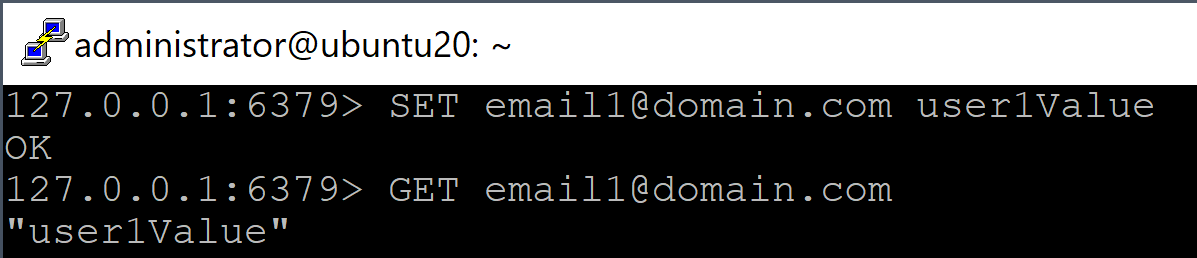 administrator@ubuntu20: ~
127.0.0.1:6379> SET email1@domain.com user1Value
OK
127.0.0.1:6379> GET email1@domain.com
"user1Value"